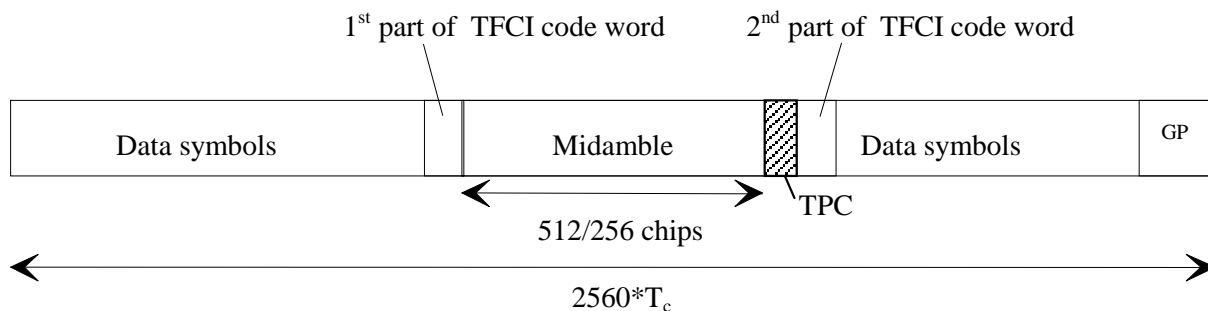 1st part of TFCI code word
2nd part of TFCI code word
Data symbols
Midamble
Data symbols
GP
TPC
512/256 chips
2560*Tc